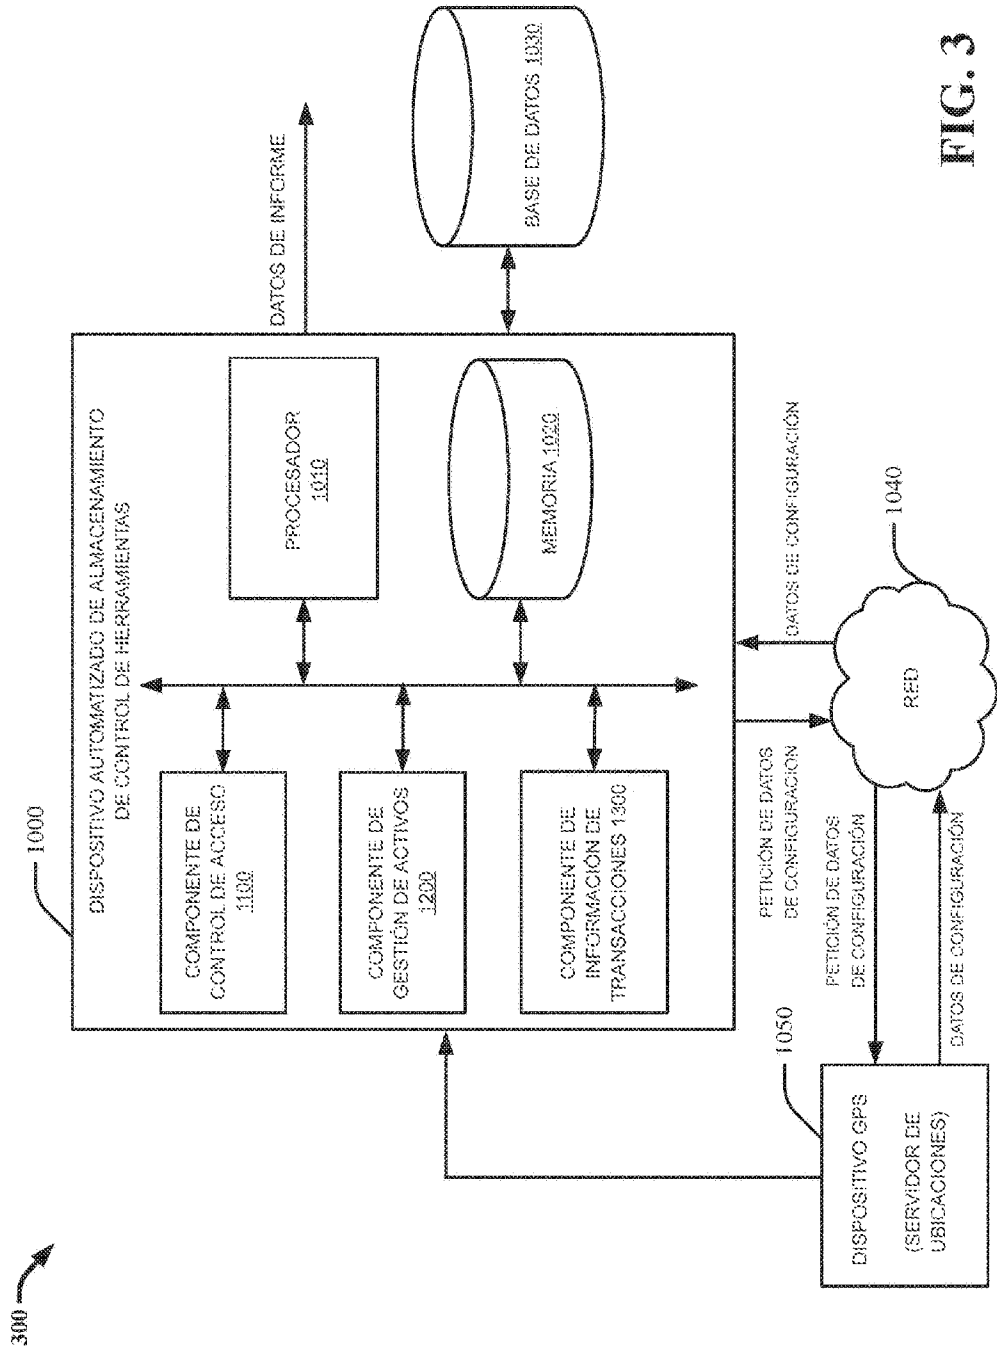 300
1000
DISPOSITIVO AUTOMATIZADO DE ALMACENAMIENTO
DE CONTROL DE HERRAMIENTAS
COMPONENTE DE
CONTROL DE ACCESO
1100
COMPONENTE DE
GESTIÓN DE ACTIVOS
1200
COMPONENTE DE
INFORMACIÓN DE
TRANSACCIONES 1300
PROCESADOR
1010
MEMORIA 1020
DATOS DE INFORME
BASE DE DATOS 1030
PETICIÓN DE DATOS
DE CONFIGURACIÓN
DATOS DE CONFIGURACIÓN
1040
RED
PETICIÓN DE DATOS
DE CONFIGURACIÓN
DATOS DE CONFIGURACIÓN
1050
DISPOSITIVO GPS
(SERVIDOR DE
UBICACIONES)
FIG. 3